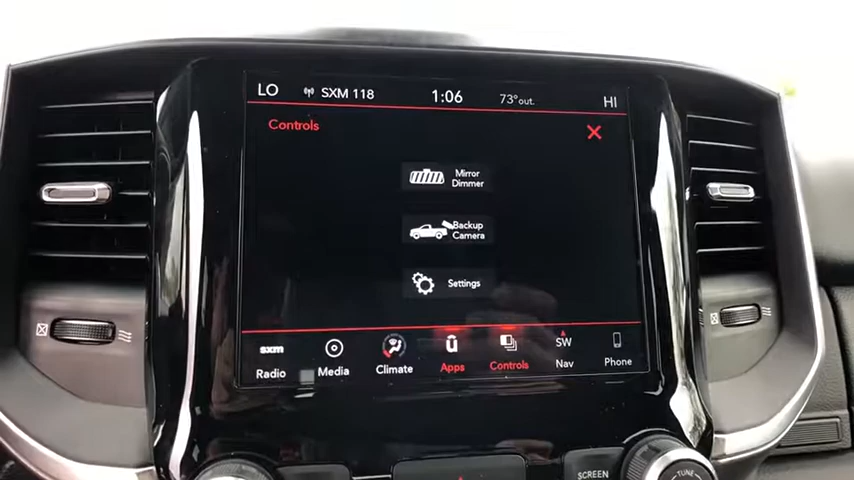 LO SXM 118 1:06 73°out. HI
Controls
Mirror
Dimmer
Backup
Camera
Settings
sxm
SW
Radio Media Climate Apps Controls Nav Phone
SCREEN
TUNE